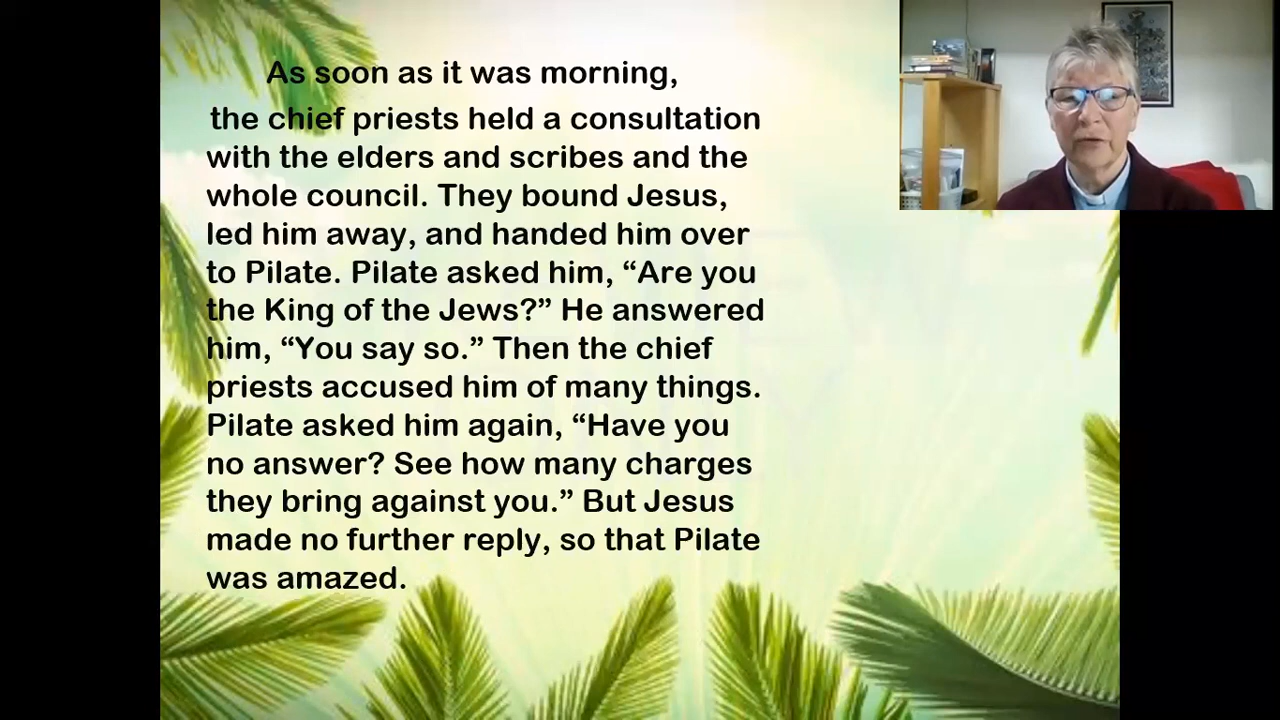 As soon as it was morning,
the chief priests held a consultation
with the elders and scribes and the
whole council. They bound Jesus,
led him away, and handed him over
to Pilate. Pilate asked him, “Are you
the King of the Jews?” He answered
him, “You say so.” Then the chief
priests accused him of many things.
Pilate asked him again, “Have you
no answer? See how many charges
they bring against you.” But Jesus
made no further reply, so that Pilate
was amazed.